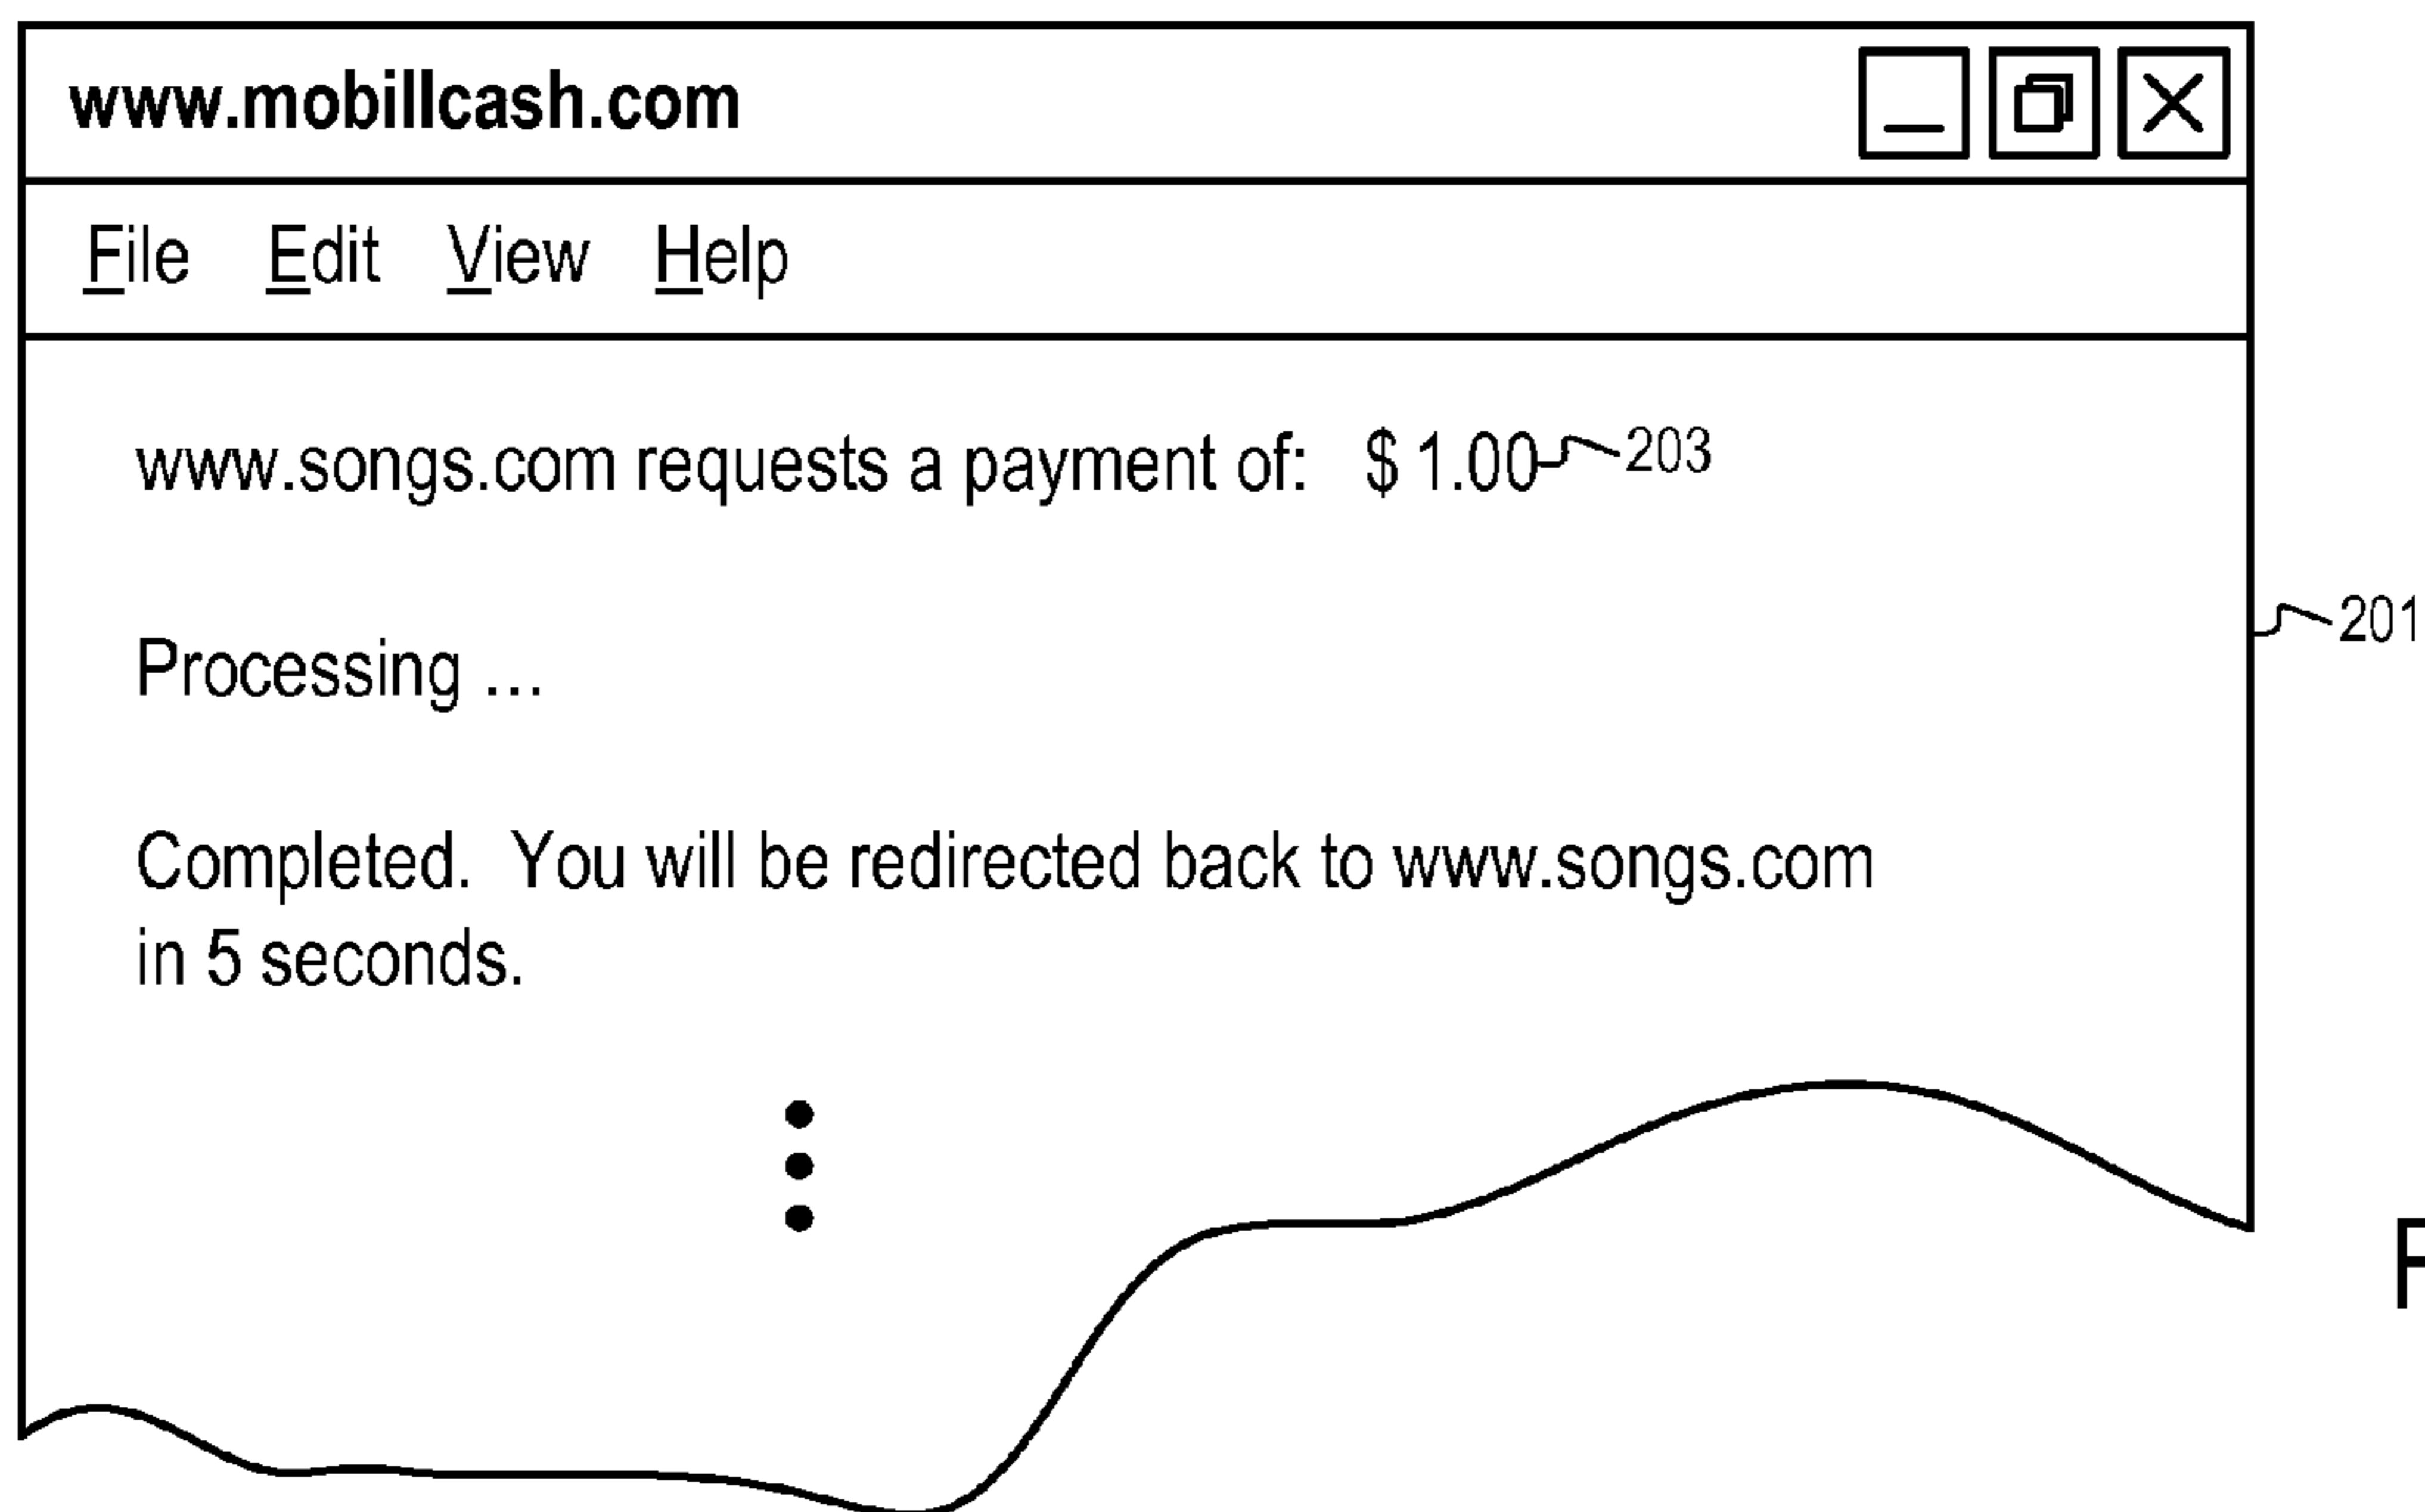 www.mobillcash.com
File Edit View Help
www.songs.com requests a payment of: $ 1.00 203
201
Processing ...
Completed. You will be redirected back to www.songs.com
in 5 seconds.